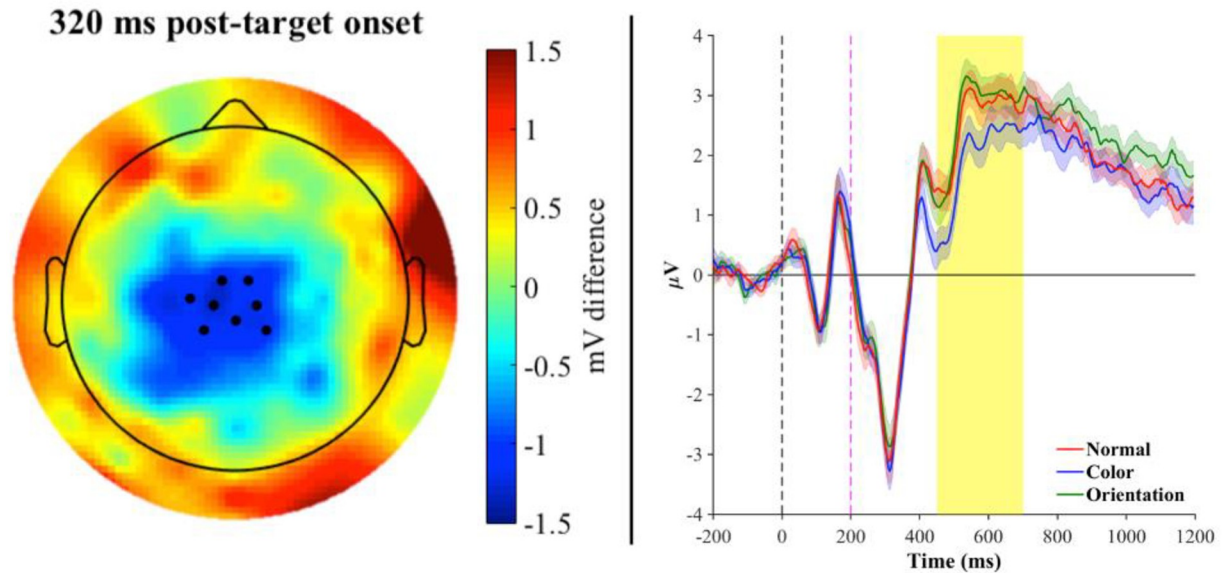 320 ms post-target onset
1.5
1
0.5
0
-0.5
-1
-1.5
mV difference
4
3
2
1
0
-1
-2
-3
-4
µV
-200 0 200 400 600 800 1000 1200
Time (ms)
Normal
Color
Orientation